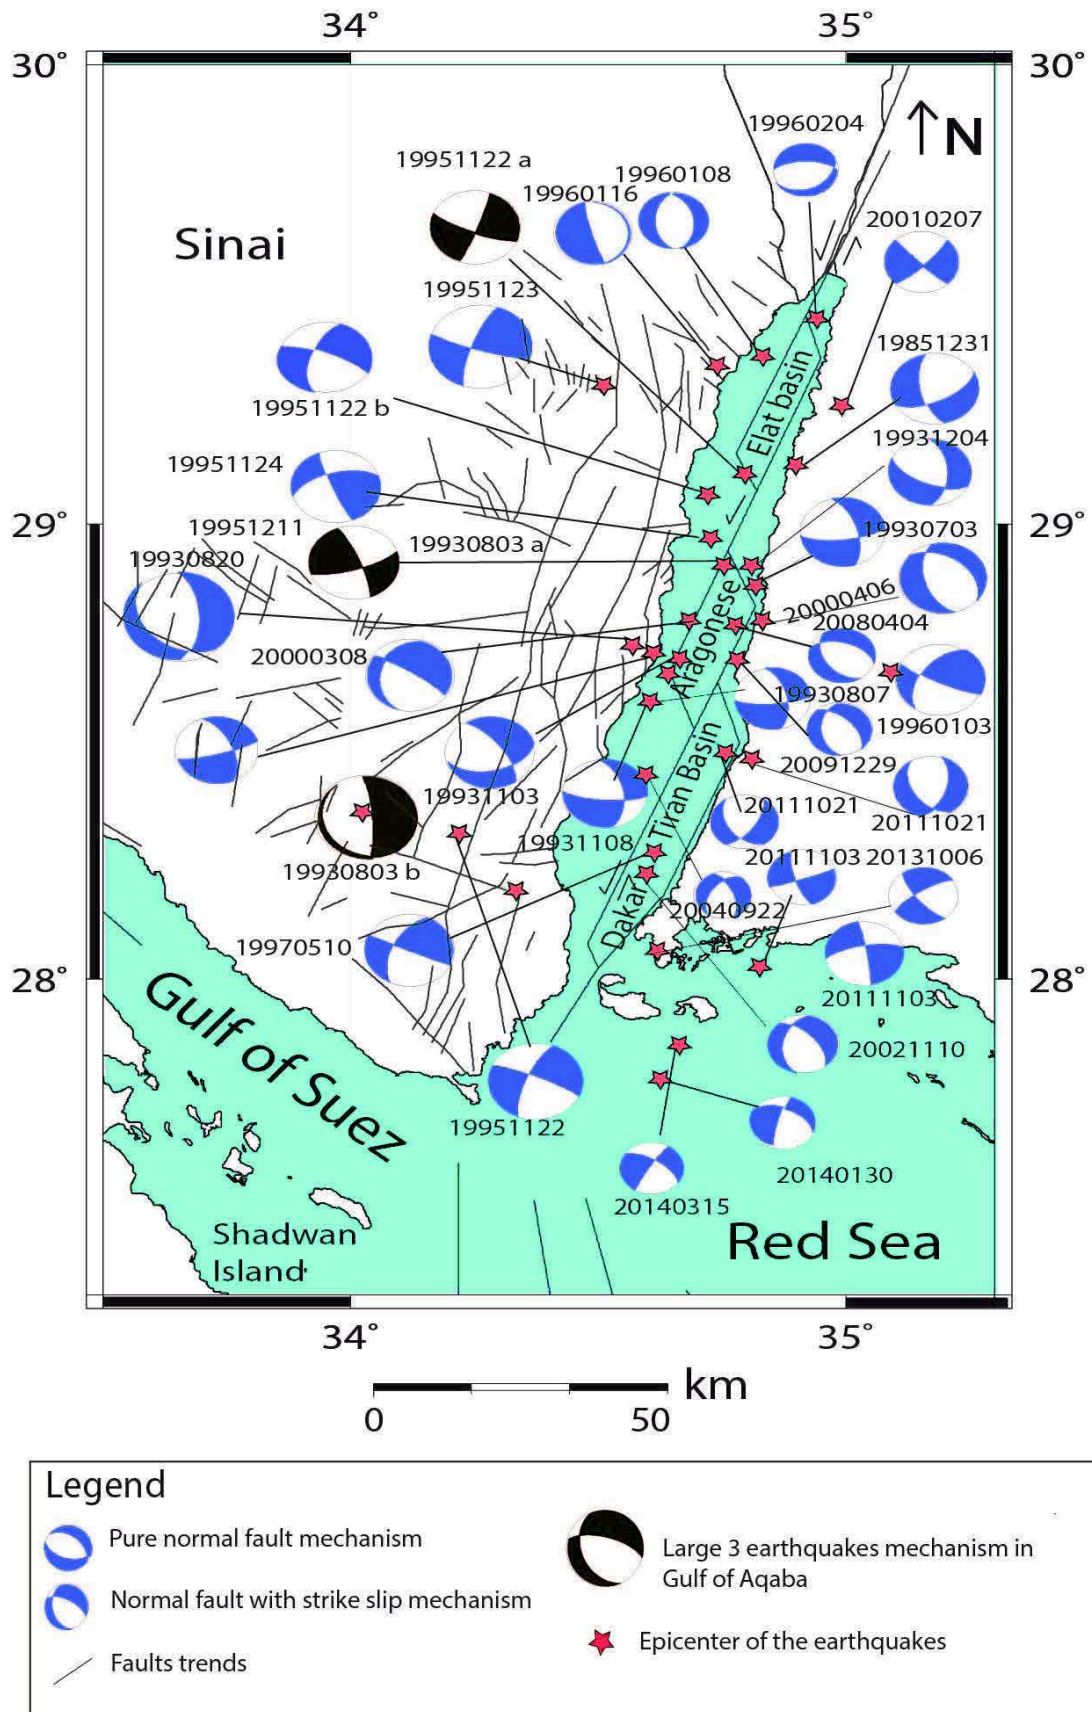 34° 35°
30° 30°
19960204
N
19951122 a
19960108
19960116
20010207
Sinai
19951123
19851231
Elat basin
19951122 b
19931204
19951124
29° 29°
19951211
19930803 a
19930703
19930820
20000406
20080404
20000308
Aragonese
19930807
19960103
Tiran Basin
20091229
19931103
20111021
20111021
19931108
20111103 20131006
19930803 b
20040922
Dakar
19970510
28° 28°
20111103
Gulf of Suez
20021110
19951122
20140130
20140315
Shadwan
Island
Red Sea
34° 35°
km
0 50
Legend
Pure normal fault mechanism
Normal fault with strike slip mechanism
Faults trends
Large 3 earthquakes mechanism in
Gulf of Aqaba
Epicenter of the earthquakes